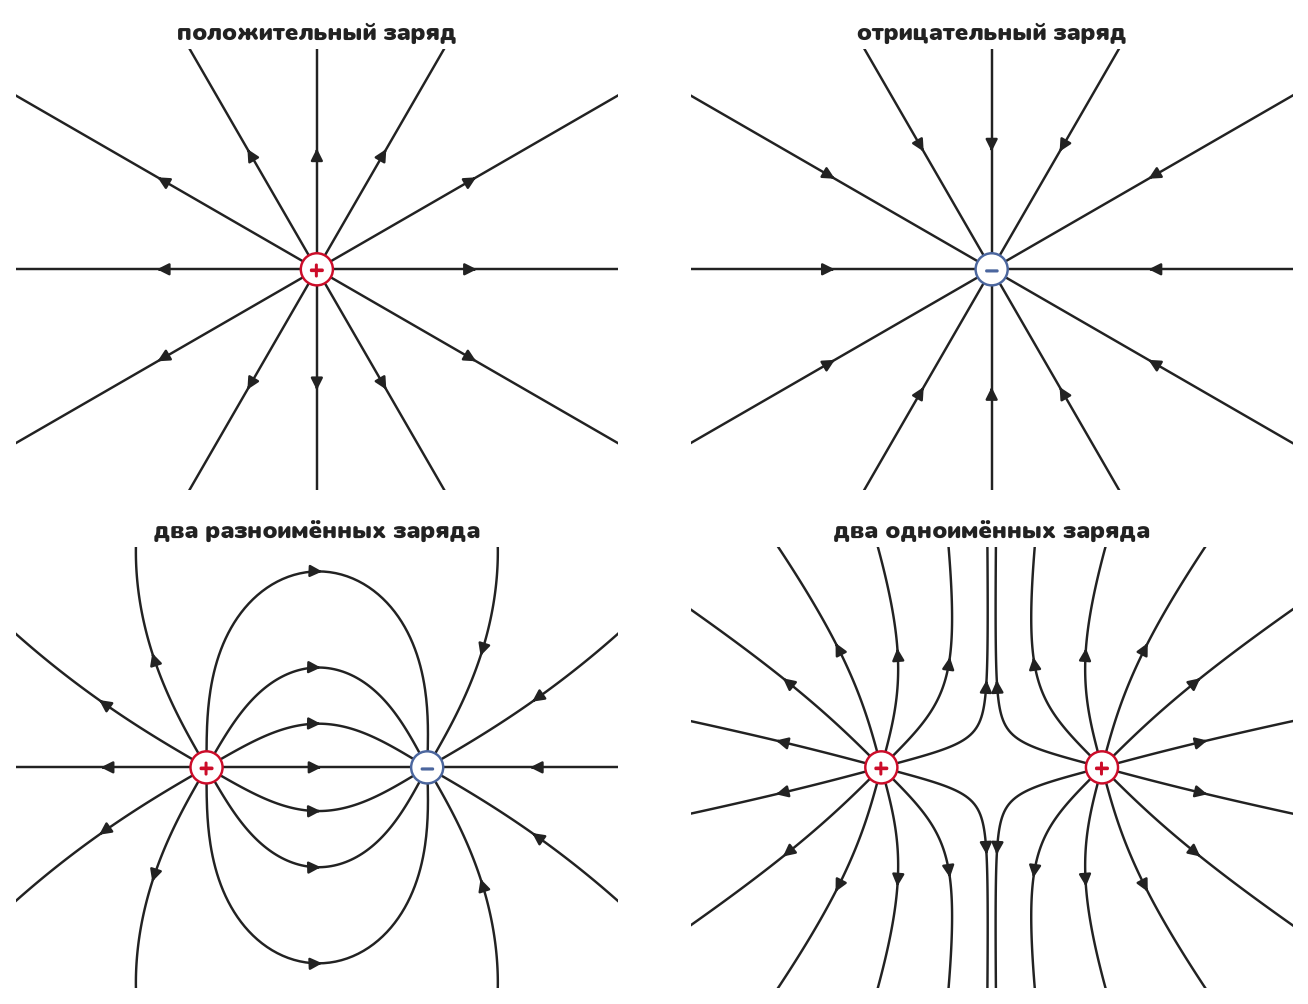 положительный заряд
отрицательный заряд
+
−
два разноимённых заряда
два одноимённых заряда
+
−
+
+